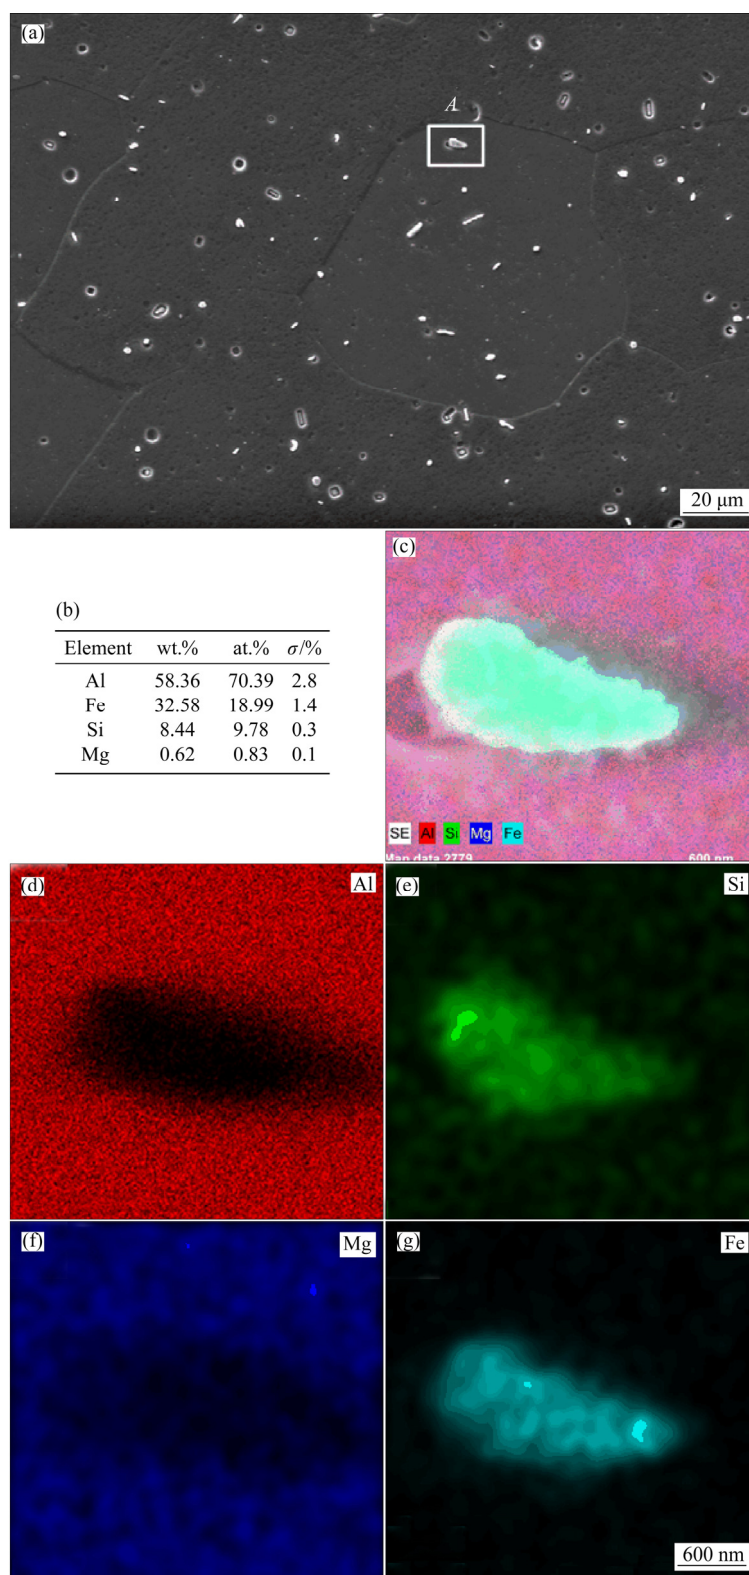 (a)
A
20 μm
(b)
Element wt.% at.% σ/%
Al 58.36 70.39 2.8
Fe 32.58 18.99 1.4
Si 8.44 9.78 0.3
Mg 0.62 0.83 0.1
(c)
SE Al Si Mg Fe
Map data 2779 600 nm
(d) Al
(e) Si
(f) Mg
(g) Fe
600 nm